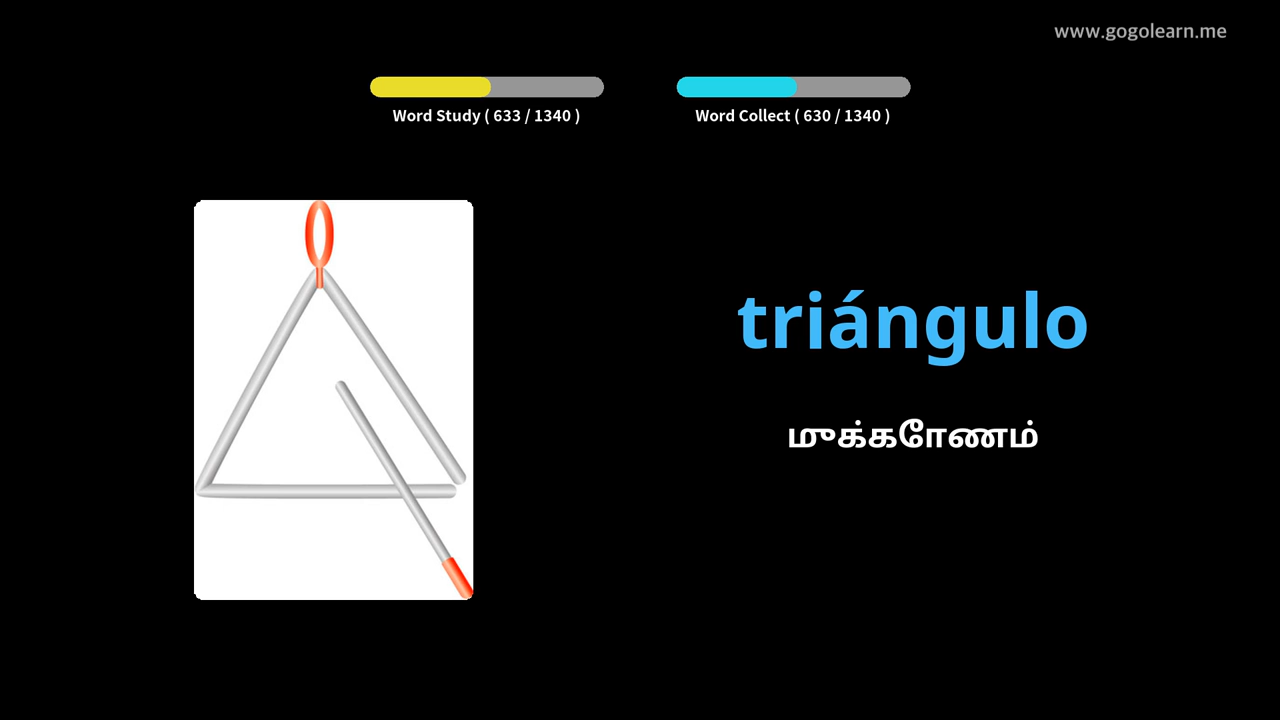 www.gogolearn.me
Word Study ( 633 / 1340 )
Word Collect ( 630 / 1340 )
triángulo
முக்கோணம்